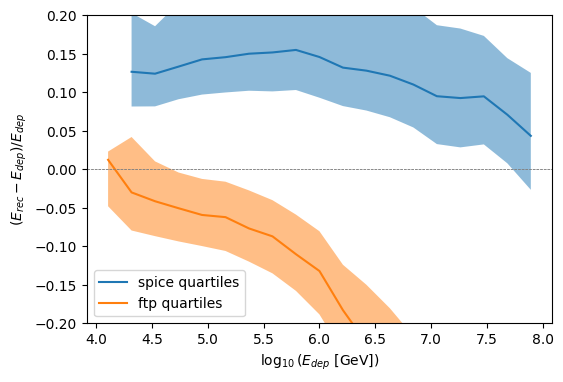 0.20
0.15
0.10
0.05
0.00
−0.05
−0.10
−0.15
−0.20
(E_rec − E_dep)/E_dep
spice quartiles
ftp quartiles
4.0 4.5 5.0 5.5 6.0 6.5 7.0 7.5 8.0
log₁₀ (E_dep [GeV])